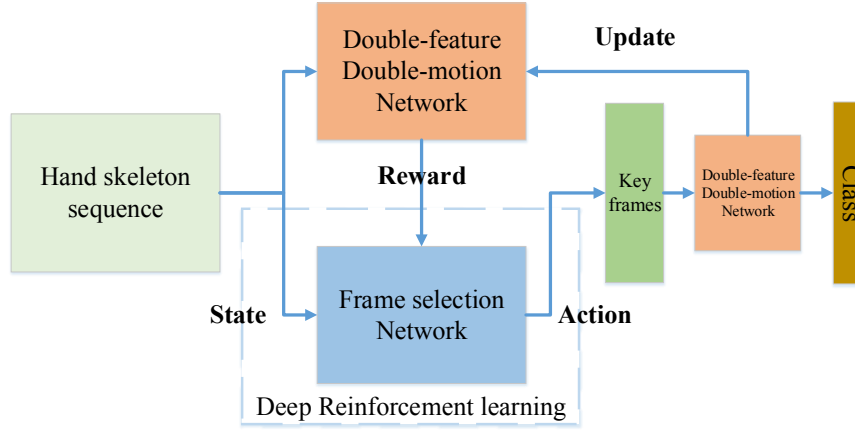 Double-feature
Double-motion
Network
Update
Hand skeleton
sequence
Reward
Key
frames
Double-feature
Double-motion
Network
Class
State
Frame selection
Network
Action
Deep Reinforcement learning